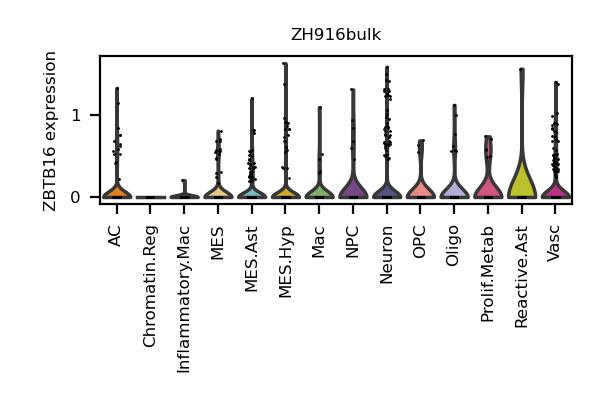 ZH916bulk
ZBTB16 expression
1
0
AC
Chromatin.Reg
Inflammatory.Mac
MES
MES.Ast
MES.Hyp
Mac
NPC
Neuron
OPC
Oligo
Prolif.Metab
Reactive.Ast
Vasc